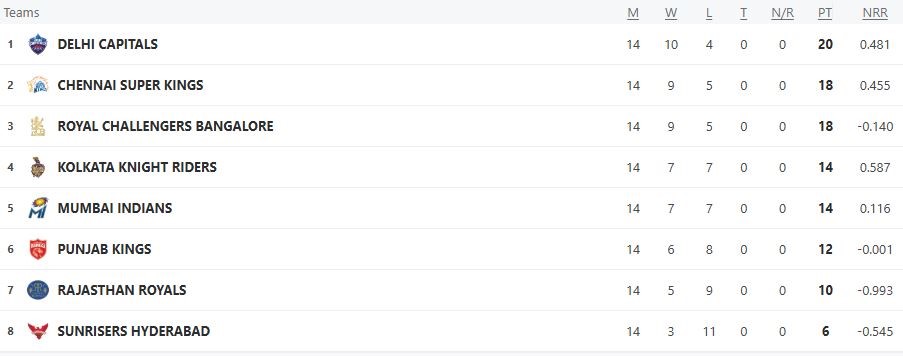 Teams M W L T N/R PT NRR
1 DELHI CAPITALS 14 10 4 0 0 20 0.481
2 CHENNAI SUPER KINGS 14 9 5 0 0 18 0.455
3 ROYAL CHALLENGERS BANGALORE 14 9 5 0 0 18 -0.140
4 KOLKATA KNIGHT RIDERS 14 7 7 0 0 14 0.587
5 MUMBAI INDIANS 14 7 7 0 0 14 0.116
6 PUNJAB KINGS 14 6 8 0 0 12 -0.001
7 RAJASTHAN ROYALS 14 5 9 0 0 10 -0.993
8 SUNRISERS HYDERABAD 14 3 11 0 0 6 -0.545